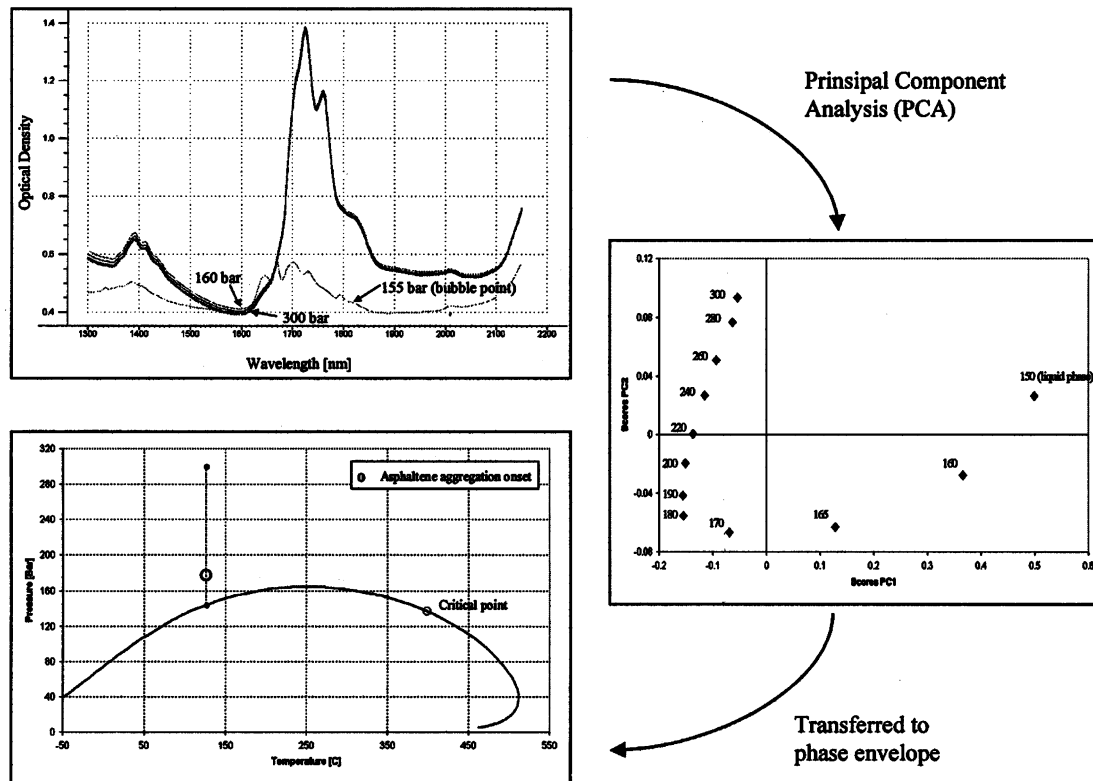 1.4
1.2
1.0
0.8
0.6
0.4
Optical Density
160 bar
300 bar
155 bar (bubble point)
1300 1400 1500 1600 1700 1800 1900 2000 2100 2200
Wavelength [nm]
Prinsipal Component
Analysis (PCA)
0.12
0.08
0.04
0
-0.04
-0.08
Scores PC2
300
280
260
240
220
200
190
180
170
165
160
150 (liquid phase)
-0.2 -0.1 0 0.1 0.2 0.3 0.4 0.5 0.6
Scores PC1
320
280
240
200
160
120
80
40
0
Pressure [Bar]
Asphaltene aggregation onset
Critical point
-50 50 150 250 350 450 550
Temperature [C]
Transferred to
phase envelope